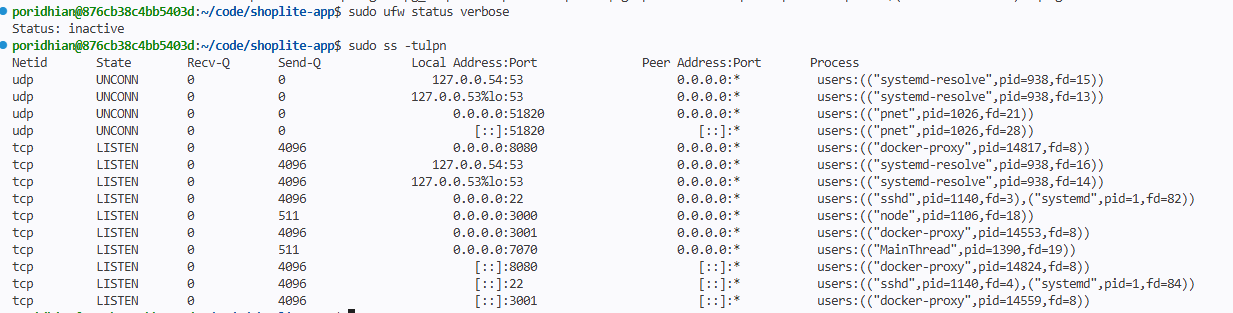 poridhian@876cb38c4bb5403d:~/code/shoplite-app$ sudo ufw status verbose
Status: inactive
poridhian@876cb38c4bb5403d:~/code/shoplite-app$ sudo ss -tulpn
Netid State Recv-Q Send-Q Local Address:Port Peer Address:Port Process
udp UNCONN 0 0 127.0.0.54:53 0.0.0.0:* users:(("systemd-resolve",pid=938,fd=15))
udp UNCONN 0 0 127.0.0.53%lo:53 0.0.0.0:* users:(("systemd-resolve",pid=938,fd=13))
udp UNCONN 0 0 0.0.0.0:51820 0.0.0.0:* users:(("pnet",pid=1026,fd=21))
udp UNCONN 0 0 [::]:51820 [::]:* users:(("pnet",pid=1026,fd=28))
tcp LISTEN 0 4096 0.0.0.0:8080 0.0.0.0:* users:(("docker-proxy",pid=14817,fd=8))
tcp LISTEN 0 4096 127.0.0.54:53 0.0.0.0:* users:(("systemd-resolve",pid=938,fd=16))
tcp LISTEN 0 4096 127.0.0.53%lo:53 0.0.0.0:* users:(("systemd-resolve",pid=938,fd=14))
tcp LISTEN 0 4096 0.0.0.0:22 0.0.0.0:* users:(("sshd",pid=1140,fd=3),("systemd",pid=1,fd=82))
tcp LISTEN 0 511 0.0.0.0:3000 0.0.0.0:* users:(("node",pid=1106,fd=18))
tcp LISTEN 0 4096 0.0.0.0:3001 0.0.0.0:* users:(("docker-proxy",pid=14553,fd=8))
tcp LISTEN 0 511 0.0.0.0:7070 0.0.0.0:* users:(("MainThread",pid=1390,fd=19))
tcp LISTEN 0 4096 [::]:8080 [::]:* users:(("docker-proxy",pid=14824,fd=8))
tcp LISTEN 0 4096 [::]:22 [::]:* users:(("sshd",pid=1140,fd=4),("systemd",pid=1,fd=84))
tcp LISTEN 0 4096 [::]:3001 [::]:* users:(("docker-proxy",pid=14559,fd=8))